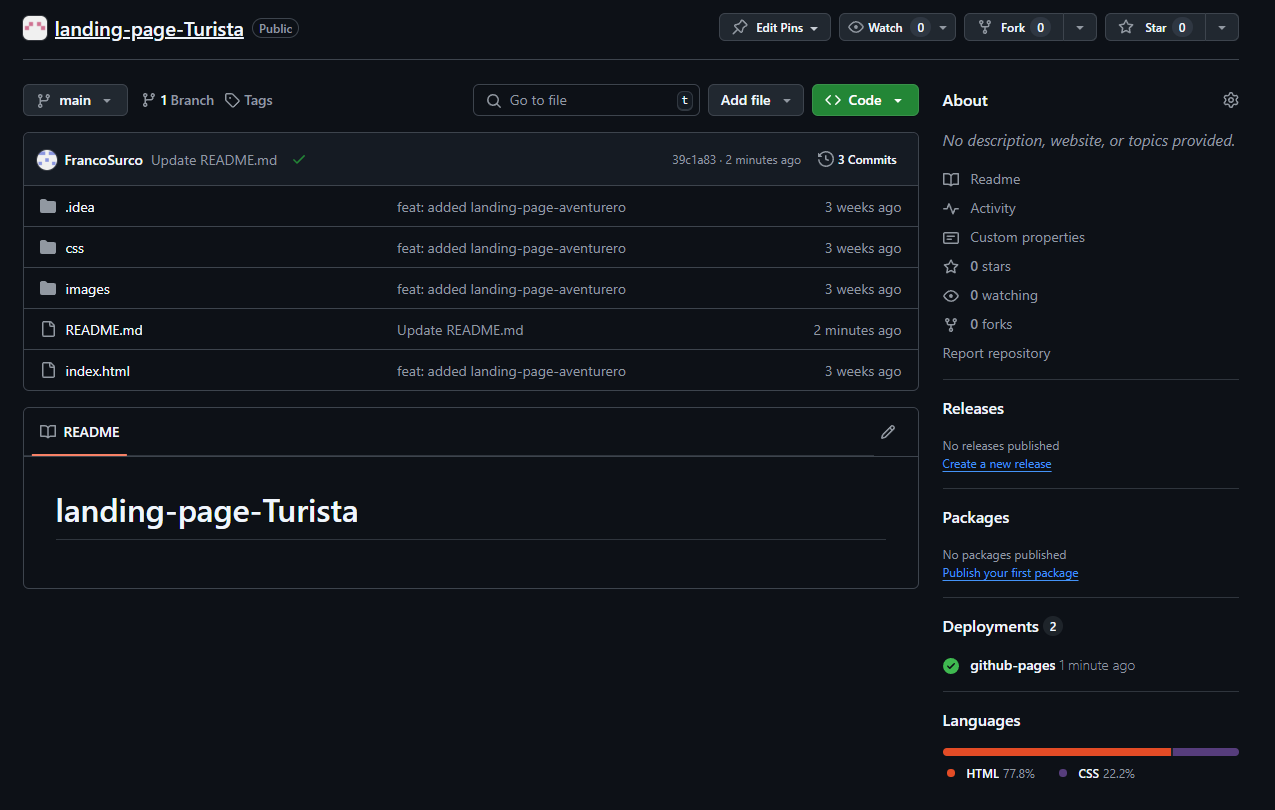 landing-page-Turista Public Edit Pins Watch 0 Fork 0 Star 0
main 1 Branch Tags Go to file t Add file Code
FrancoSurco Update README.md 39c1a83 · 2 minutes ago 3 Commits
.idea feat: added landing-page-aventurero 3 weeks ago
css feat: added landing-page-aventurero 3 weeks ago
images feat: added landing-page-aventurero 3 weeks ago
README.md Update README.md 2 minutes ago
index.html feat: added landing-page-aventurero 3 weeks ago
README
landing-page-Turista
About
No description, website, or topics provided.
Readme
Activity
Custom properties
0 stars
0 watching
0 forks
Report repository
Releases
No releases published
Create a new release
Packages
No packages published
Publish your first package
Deployments 2
github-pages 1 minute ago
Languages
HTML 77.8% CSS 22.2%